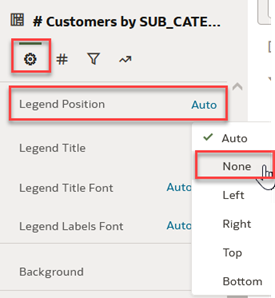 # Customers by SUB_CATE...
#
Legend Position Auto
✓ Auto
None
Legend Title
Left
Legend Title Font Auto
Right
Legend Labels Font Auto
Top
Background
Bottom